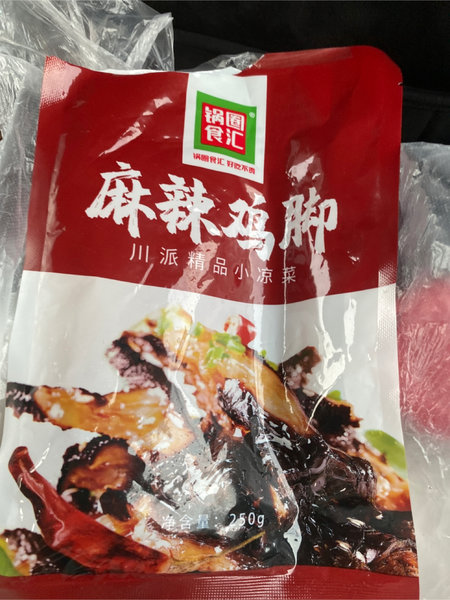 锅圈
食汇
®
锅圈食汇 好吃不贵
麻辣鸡脚
川派精品小凉菜
净含量：250g